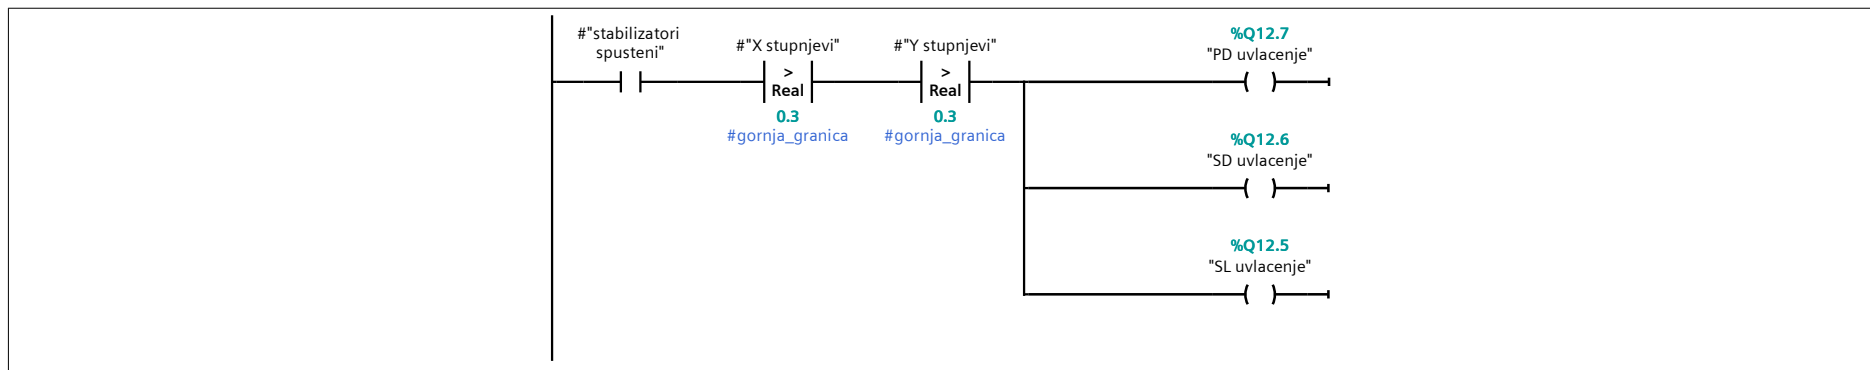 #"stabilizatori
spusteni"
#"X stupnjevi"
>
Real
0.3
#gornja_granica
#"Y stupnjevi"
>
Real
0.3
#gornja_granica
%Q12.7
"PD uvlacenje"
%Q12.6
"SD uvlacenje"
%Q12.5
"SL uvlacenje"